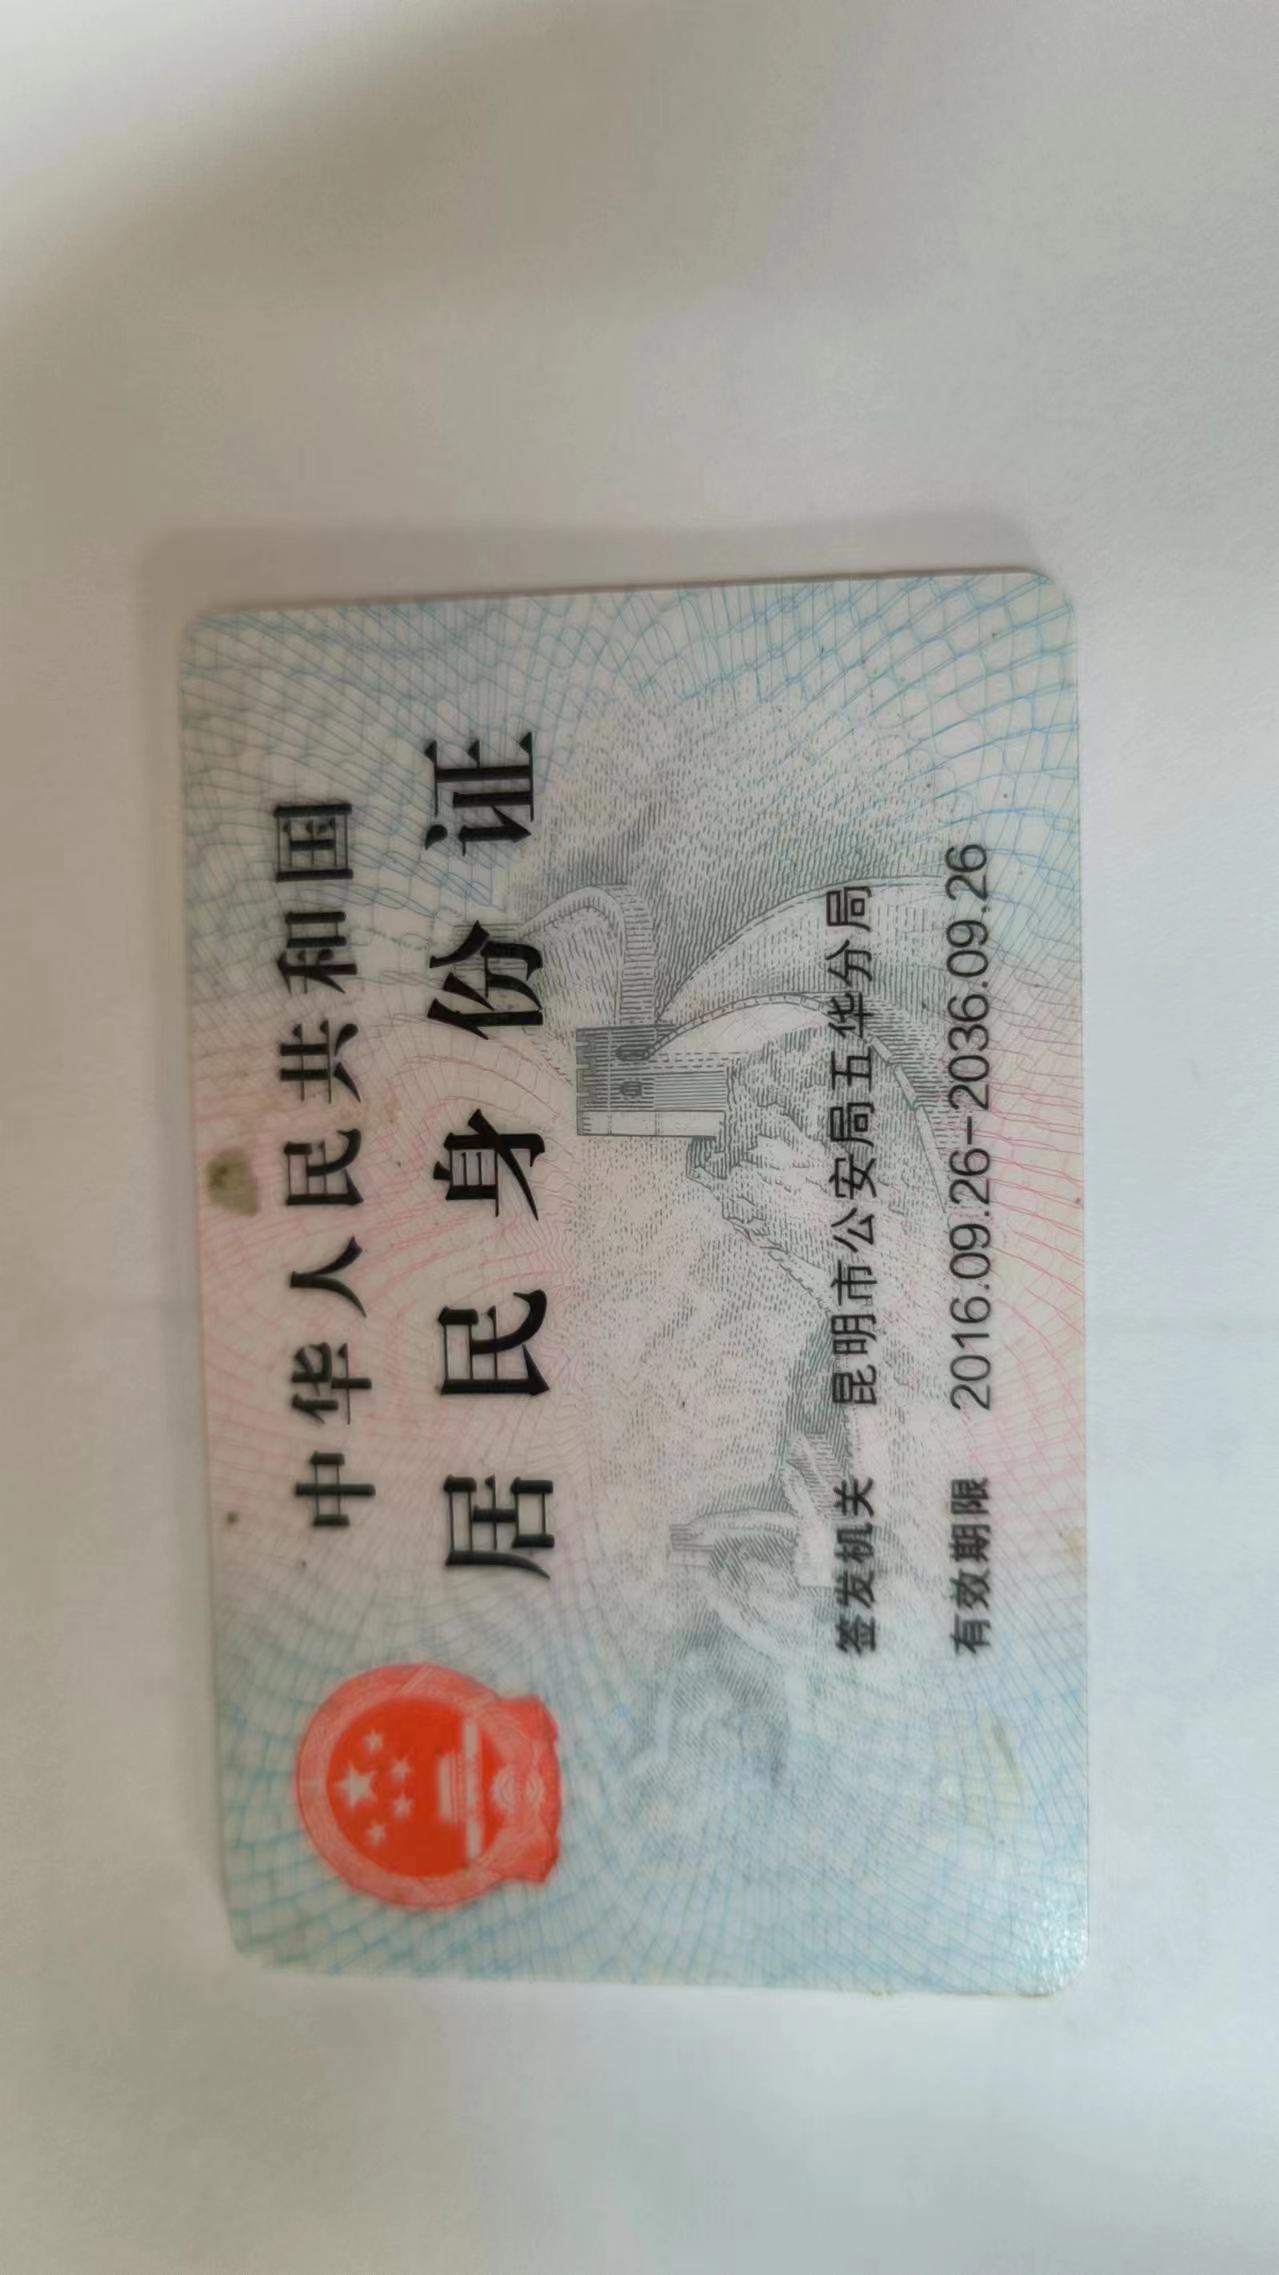 中华人民共和国
居民身份证
签发机关 昆明市公安局五华分局
有效期限 2016.09.26-2036.09.26